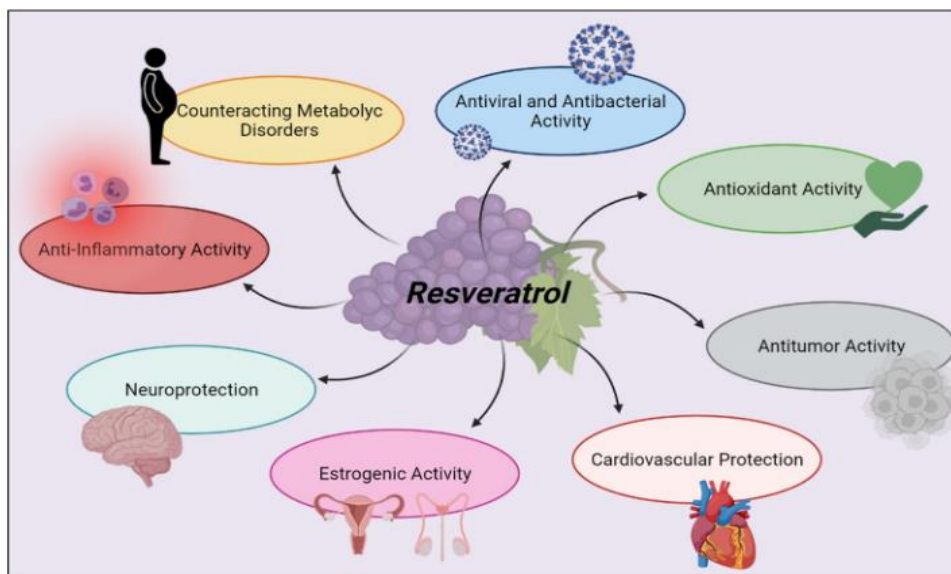 Counteracting Metabolyc
Disorders
Antiviral and Antibacterial
Activity
Antioxidant Activity
Anti-Inflammatory Activity
Resveratrol
Antitumor Activity
Neuroprotection
Estrogenic Activity
Cardiovascular Protection